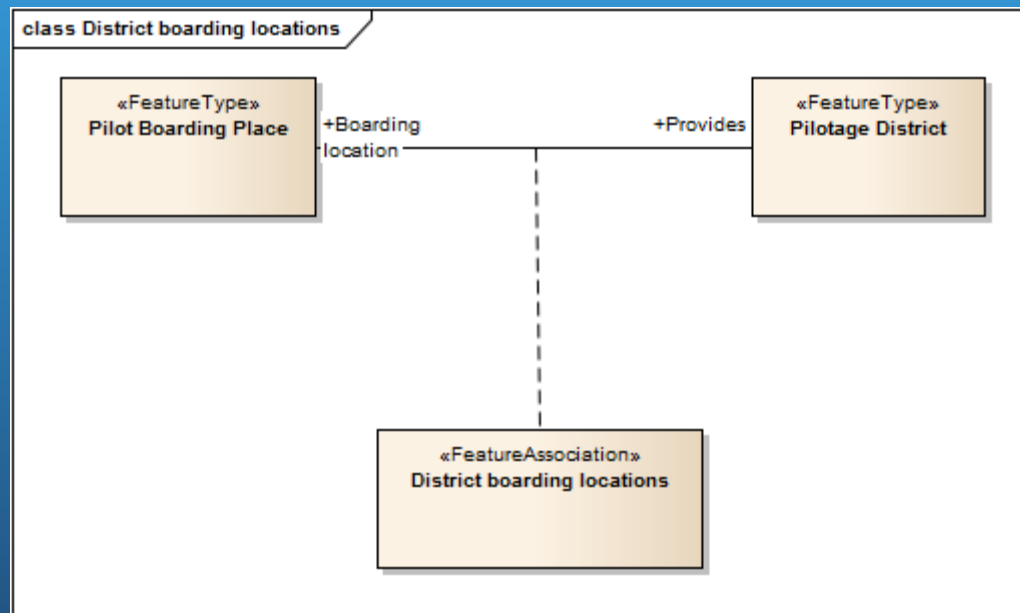 class District boarding locations
«FeatureType»
Pilot Boarding Place
+Boarding
location
+Provides
«FeatureType»
Pilotage District
«FeatureAssociation»
District boarding locations